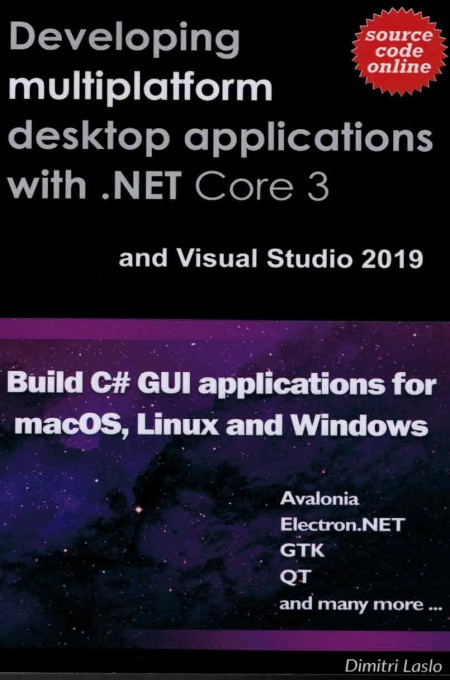 Developing
multiplatform
desktop applications
with .NET Core 3
source
code
online
and Visual Studio 2019
Build C# GUI applications for
macOS, Linux and Windows
Avalonia
Electron.NET
GTK
QT
and many more ...
Dimitri Laslo